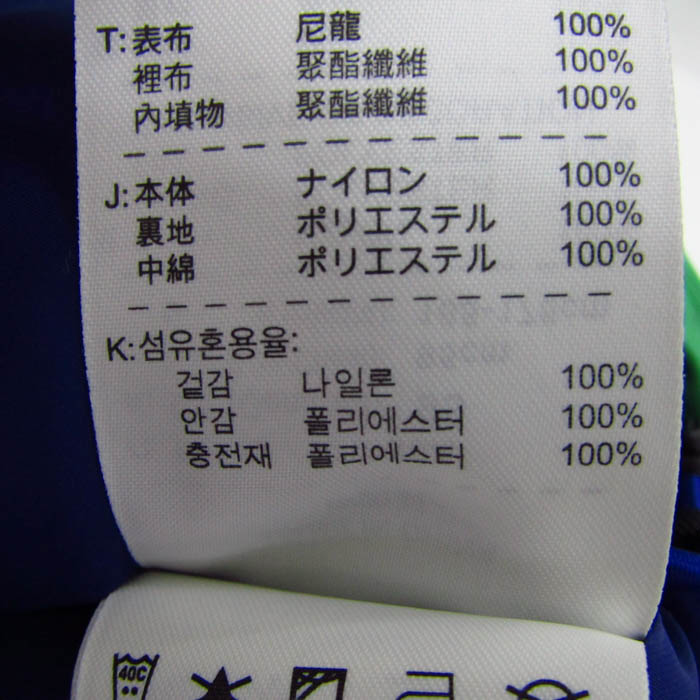 T:表布 尼龍 100%
裡布 聚酯纖維 100%
內填物 聚酯纖維 100%
J:本体 ナイロン 100%
裏地 ポリエステル 100%
中綿 ポリエステル 100%
K:섬유혼용율:
겉감 나일론 100%
안감 폴리에스터 100%
충전재 폴리에스터 100%
40C